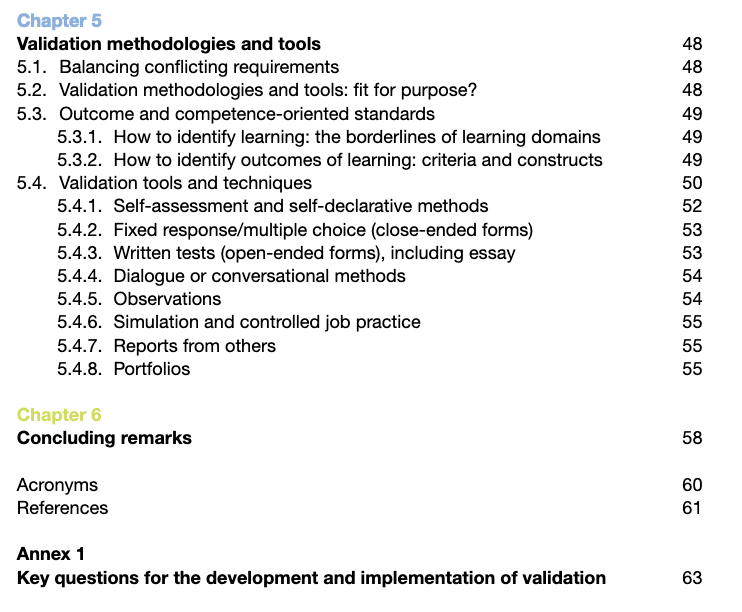 Chapter 5
Validation methodologies and tools 48
5.1. Balancing conflicting requirements 48
5.2. Validation methodologies and tools: fit for purpose? 48
5.3. Outcome and competence-oriented standards 49
5.3.1. How to identify learning: the borderlines of learning domains 49
5.3.2. How to identify outcomes of learning: criteria and constructs 49
5.4. Validation tools and techniques 50
5.4.1. Self-assessment and self-declarative methods 52
5.4.2. Fixed response/multiple choice (close-ended forms) 53
5.4.3. Written tests (open-ended forms), including essay 53
5.4.4. Dialogue or conversational methods 54
5.4.5. Observations 54
5.4.6. Simulation and controlled job practice 55
5.4.7. Reports from others 55
5.4.8. Portfolios 55
Chapter 6
Concluding remarks 58
Acronyms 60
References 61
Annex 1
Key questions for the development and implementation of validation 63